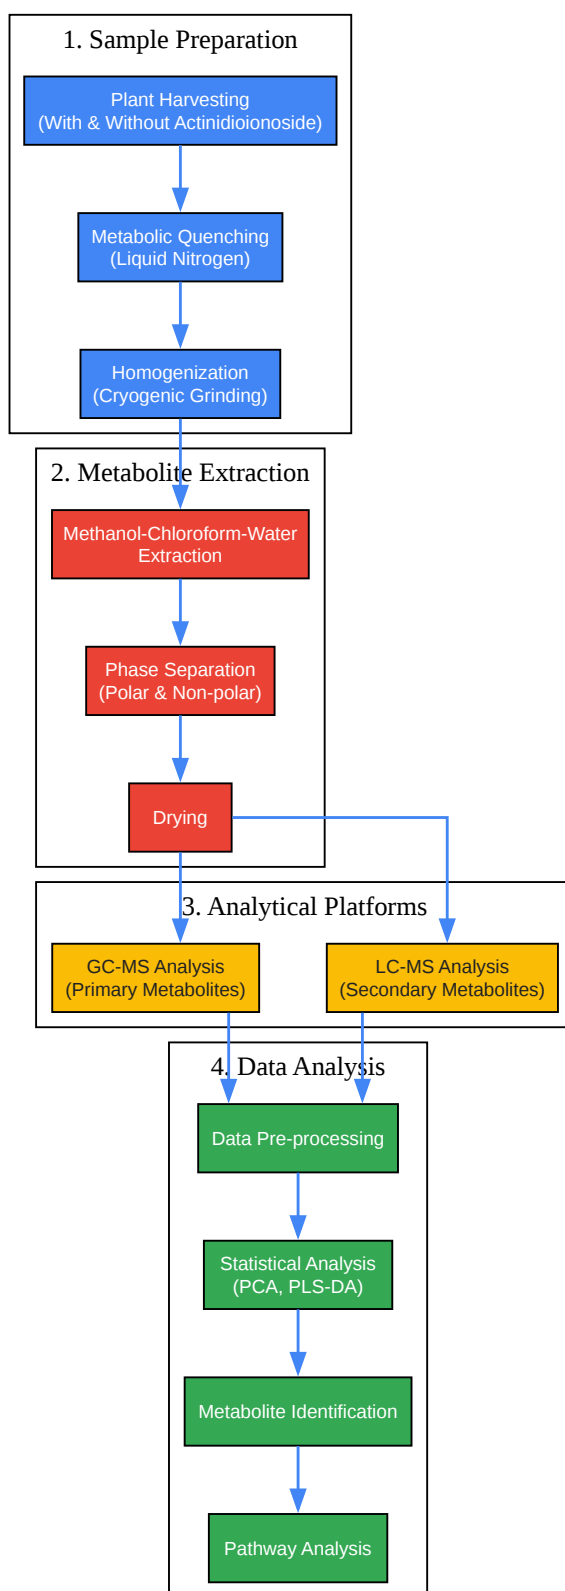 1. Sample Preparation
Plant Harvesting
(With & Without Actinidioionoside)
Metabolic Quenching
(Liquid Nitrogen)
Homogenization
(Cryogenic Grinding)
2. Metabolite Extraction
Methanol-Chloroform-Water
Extraction
Phase Separation
(Polar & Non-polar)
Drying
3. Analytical Platforms
GC-MS Analysis
(Primary Metabolites)
LC-MS Analysis
(Secondary Metabolites)
4. Data Analysis
Data Pre-processing
Statistical Analysis
(PCA, PLS-DA)
Metabolite Identification
Pathway Analysis